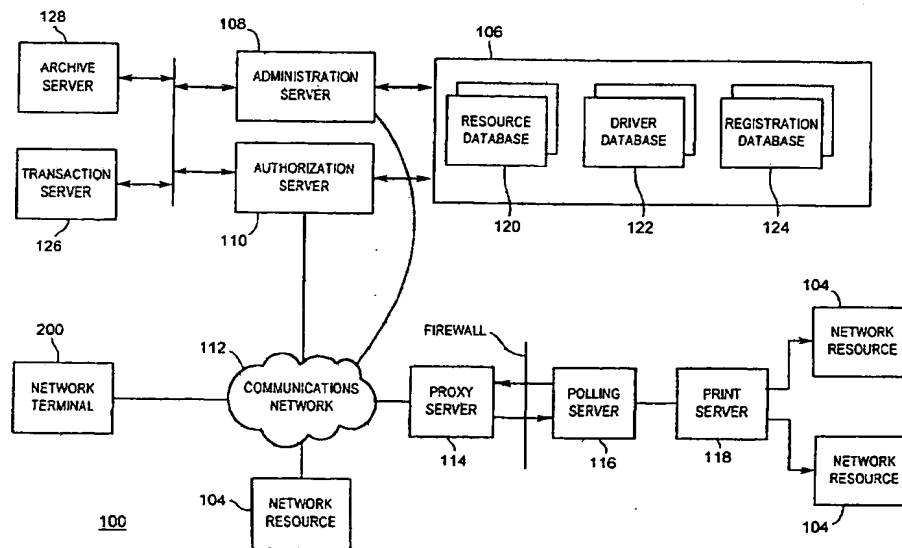 128
ARCHIVE
SERVER
108
ADMINISTRATION
SERVER
106
RESOURCE
DATABASE
DRIVER
DATABASE
REGISTRATION
DATABASE
TRANSACTION
SERVER
126
AUTHORIZATION
SERVER
110
120
122
124
200
NETWORK
TERMINAL
112
COMMUNICATIONS
NETWORK
FIREWALL
PROXY
SERVER
114
POLLING
SERVER
116
PRINT
SERVER
118
104
NETWORK
RESOURCE
NETWORK
RESOURCE
104
104
NETWORK
RESOURCE
100